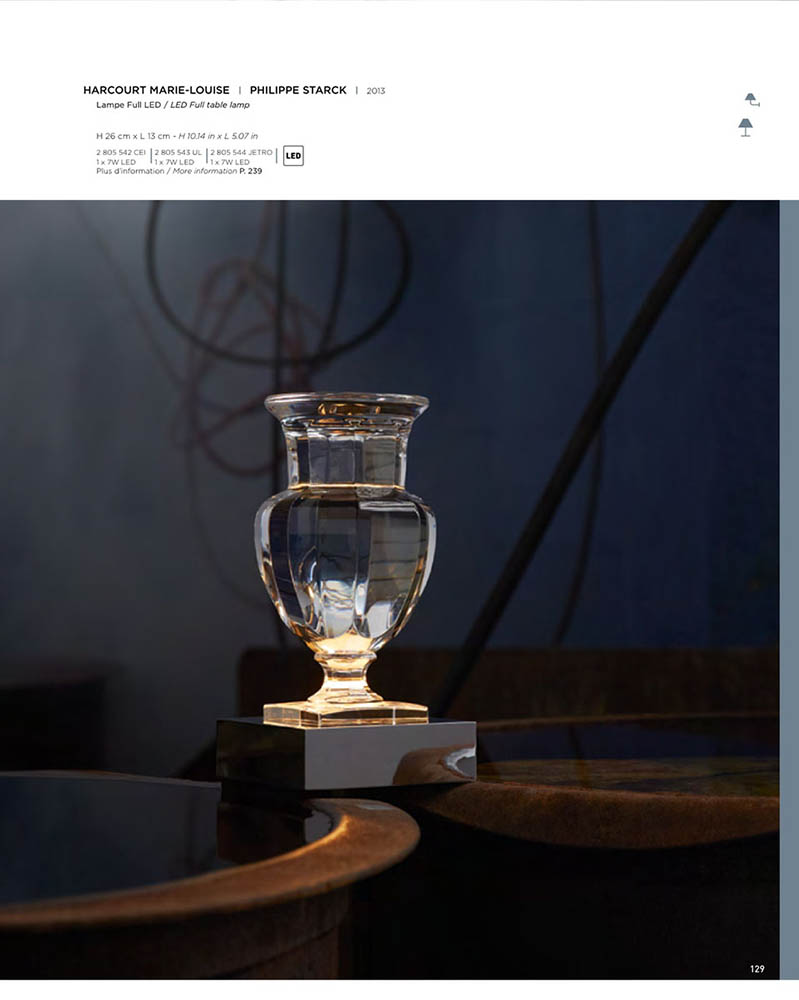 HARCOURT MARIE-LOUISE | PHILIPPE STARCK | 2013
Lampe Full LED / LED Full table lamp
H 26 cm x L 13 cm - H 10.14 in x L 5.07 in
2 805 542 CEI | 2 805 543 UL | 2 805 544 JETRO |
1 x 7W LED | 1 x 7W LED | 1 x 7W LED
LED
Plus d'information / More information P. 239
129